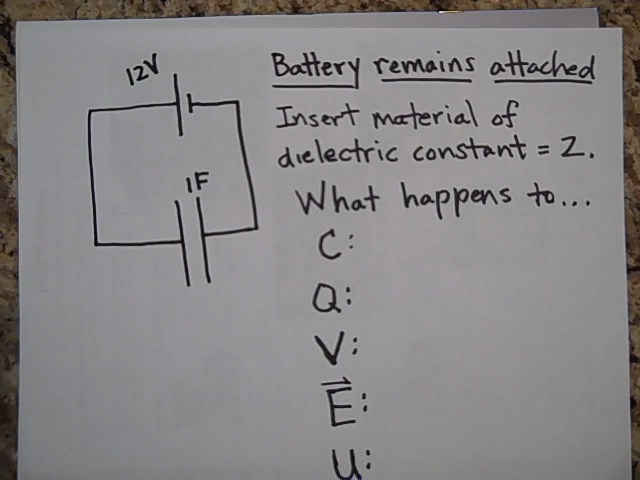 12V
1F
Battery remains attached
Insert material of
dielectric constant = 2.
What happens to...
C:
Q:
V:
E:
U: